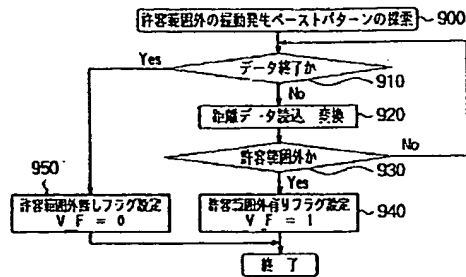 許容範囲外の振動発生ペーストパターンの探索
900
Yes
データ終了か
910
No
距離データ読込 変換
920
許容範囲外か
No
930
950
Yes
許容範囲外無しフラグ設定
V_F = 0
許容範囲外有りフラグ設定
V_F = 1
940
終了